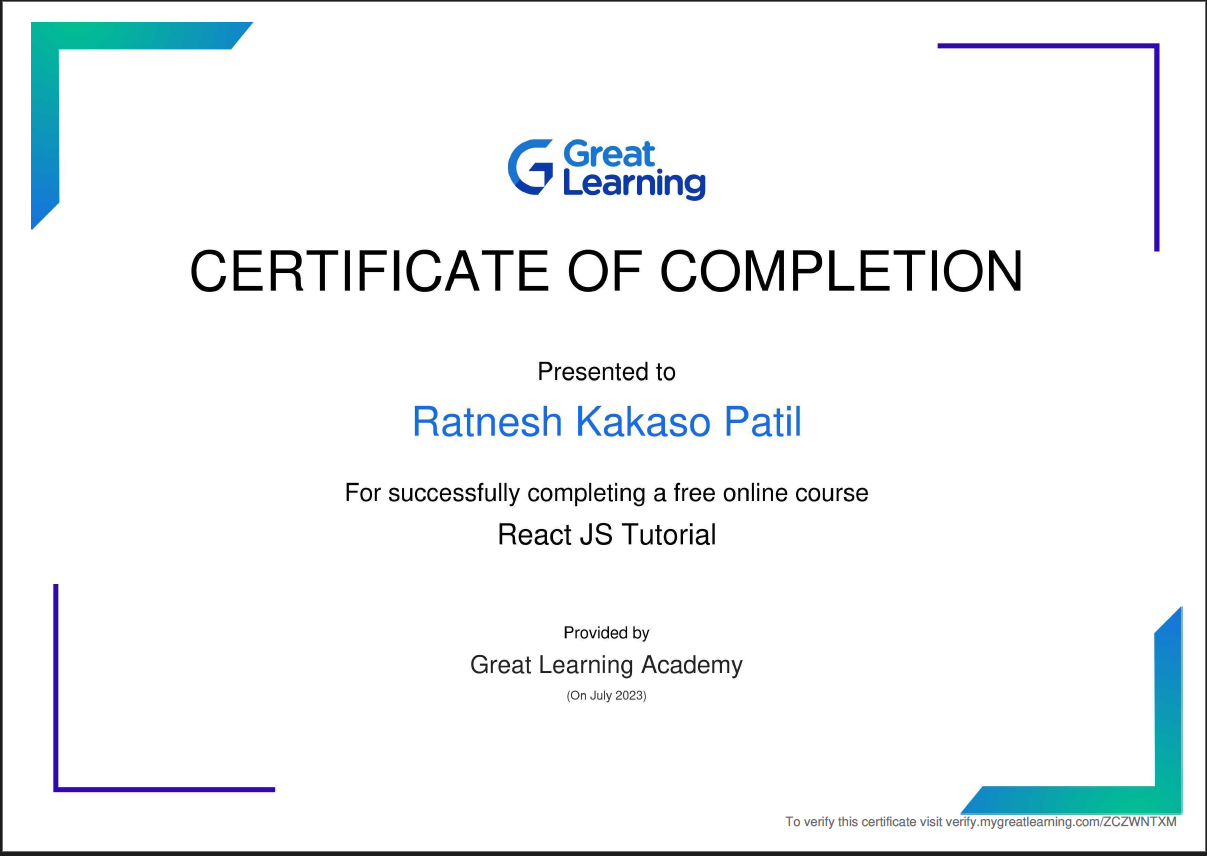 Great
Learning
CERTIFICATE OF COMPLETION
Presented to
Ratnesh Kakaso Patil
For successfully completing a free online course
React JS Tutorial
Provided by
Great Learning Academy
(On July 2023)
To verify this certificate visit verify.mygreatlearning.com/ZCZWNTXM